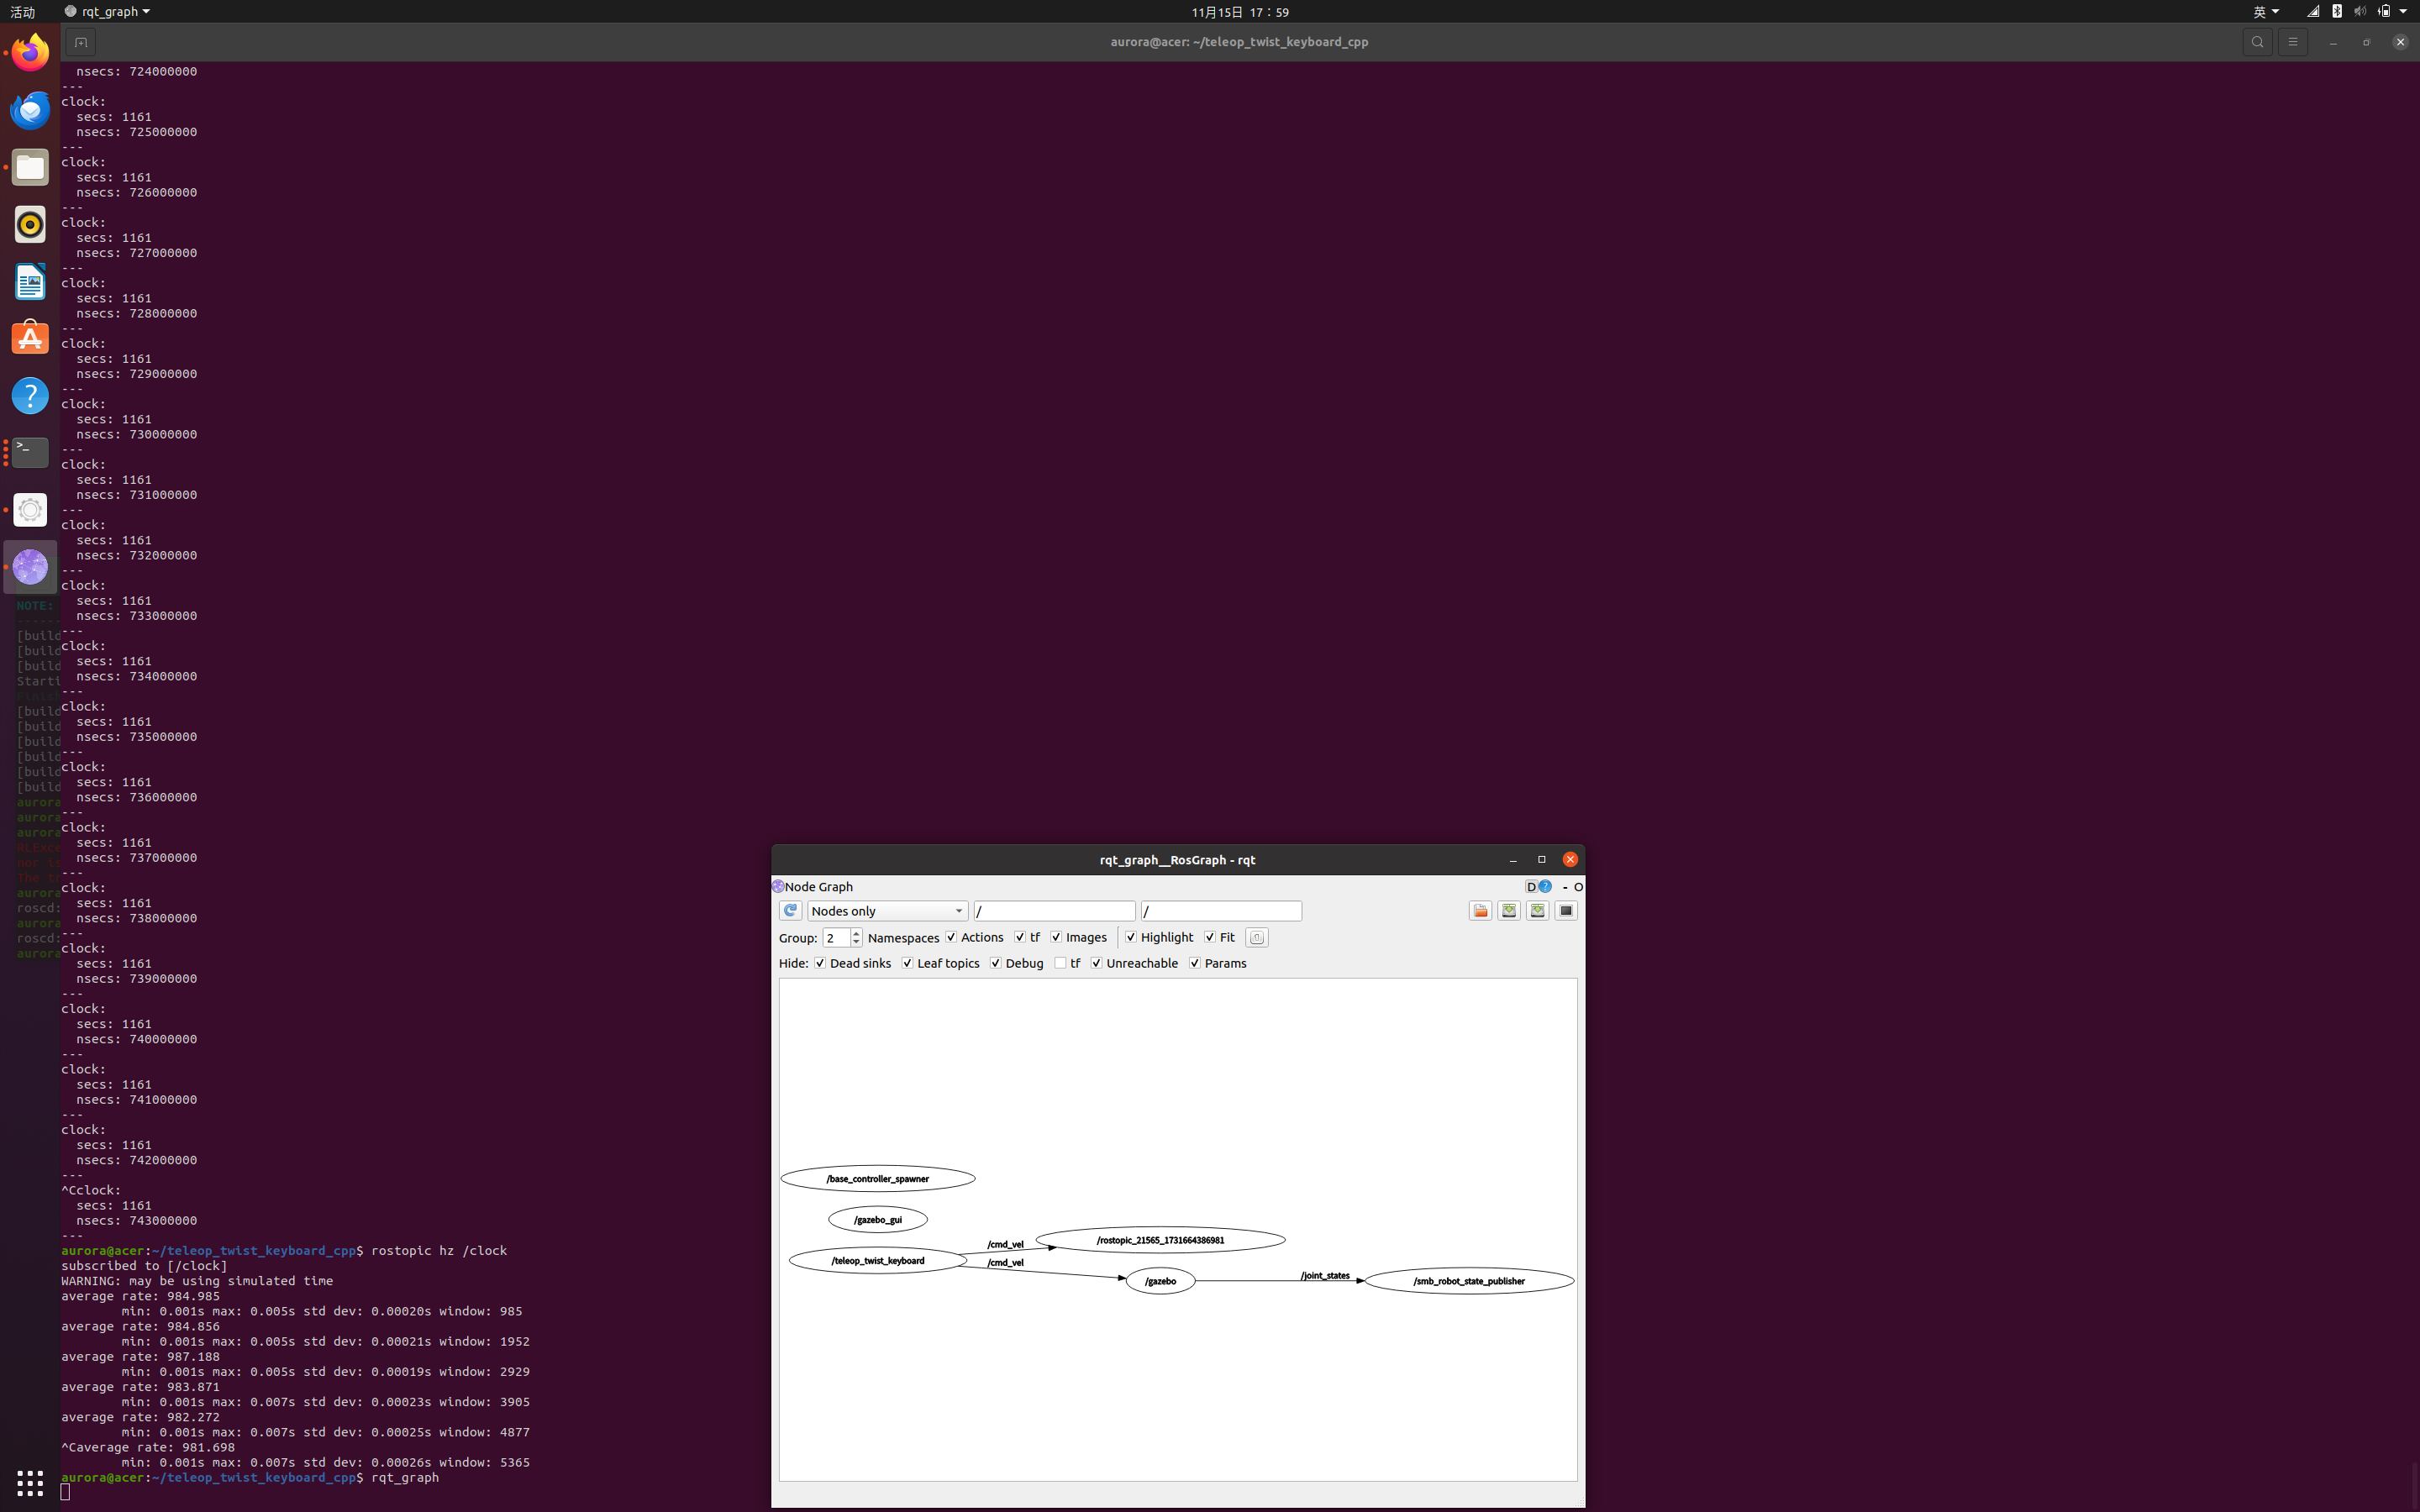 活动
rqt_graph
11月15日 17：59
英
aurora@acer: ~/teleop_twist_keyboard_cpp
nsecs: 724000000
---
clock:
secs: 1161
nsecs: 725000000
---
clock:
secs: 1161
nsecs: 726000000
---
clock:
secs: 1161
nsecs: 727000000
---
clock:
secs: 1161
nsecs: 728000000
---
clock:
secs: 1161
nsecs: 729000000
---
clock:
secs: 1161
nsecs: 730000000
---
clock:
secs: 1161
nsecs: 731000000
---
clock:
secs: 1161
nsecs: 732000000
---
clock:
secs: 1161
nsecs: 733000000
---
clock:
secs: 1161
nsecs: 734000000
---
clock:
secs: 1161
nsecs: 735000000
---
clock:
secs: 1161
nsecs: 736000000
---
clock:
secs: 1161
nsecs: 737000000
---
clock:
secs: 1161
nsecs: 738000000
---
clock:
secs: 1161
nsecs: 739000000
---
clock:
secs: 1161
nsecs: 740000000
---
clock:
secs: 1161
nsecs: 741000000
---
clock:
secs: 1161
nsecs: 742000000
---
^Cclock:
secs: 1161
nsecs: 743000000
---
aurora@acer:~/teleop_twist_keyboard_cpp$ rostopic hz /clock
subscribed to [/clock]
WARNING: may be using simulated time
average rate: 984.985
min: 0.001s max: 0.005s std dev: 0.00020s window: 985
average rate: 984.856
min: 0.001s max: 0.005s std dev: 0.00021s window: 1952
average rate: 987.188
min: 0.001s max: 0.005s std dev: 0.00019s window: 2929
average rate: 983.871
min: 0.001s max: 0.007s std dev: 0.00023s window: 3905
average rate: 982.272
min: 0.001s max: 0.007s std dev: 0.00025s window: 4877
^Caverage rate: 981.698
min: 0.001s max: 0.007s std dev: 0.00026s window: 5365
aurora@acer:~/teleop_twist_keyboard_cpp$ rqt_graph
NOTE:
------
[build
[build
[build
Starti
Finish
[build
[build
[build
[build
[build
[build
aurora
aurora
aurora
RLExce
nor is
The tr
aurora
roscd:
aurora
roscd:
aurora
rqt_graph__RosGraph - rqt
Node Graph
D
- O
Nodes only
/
/
Group: 2 Namespaces Actions tf Images Highlight Fit
Hide: Dead sinks Leaf topics Debug tf Unreachable Params
/base_controller_spawner
/gazebo_gui
/teleop_twist_keyboard
/cmd_vel
/cmd_vel
/rostopic_21565_1731664386981
/gazebo
/joint_states
/smb_robot_state_publisher